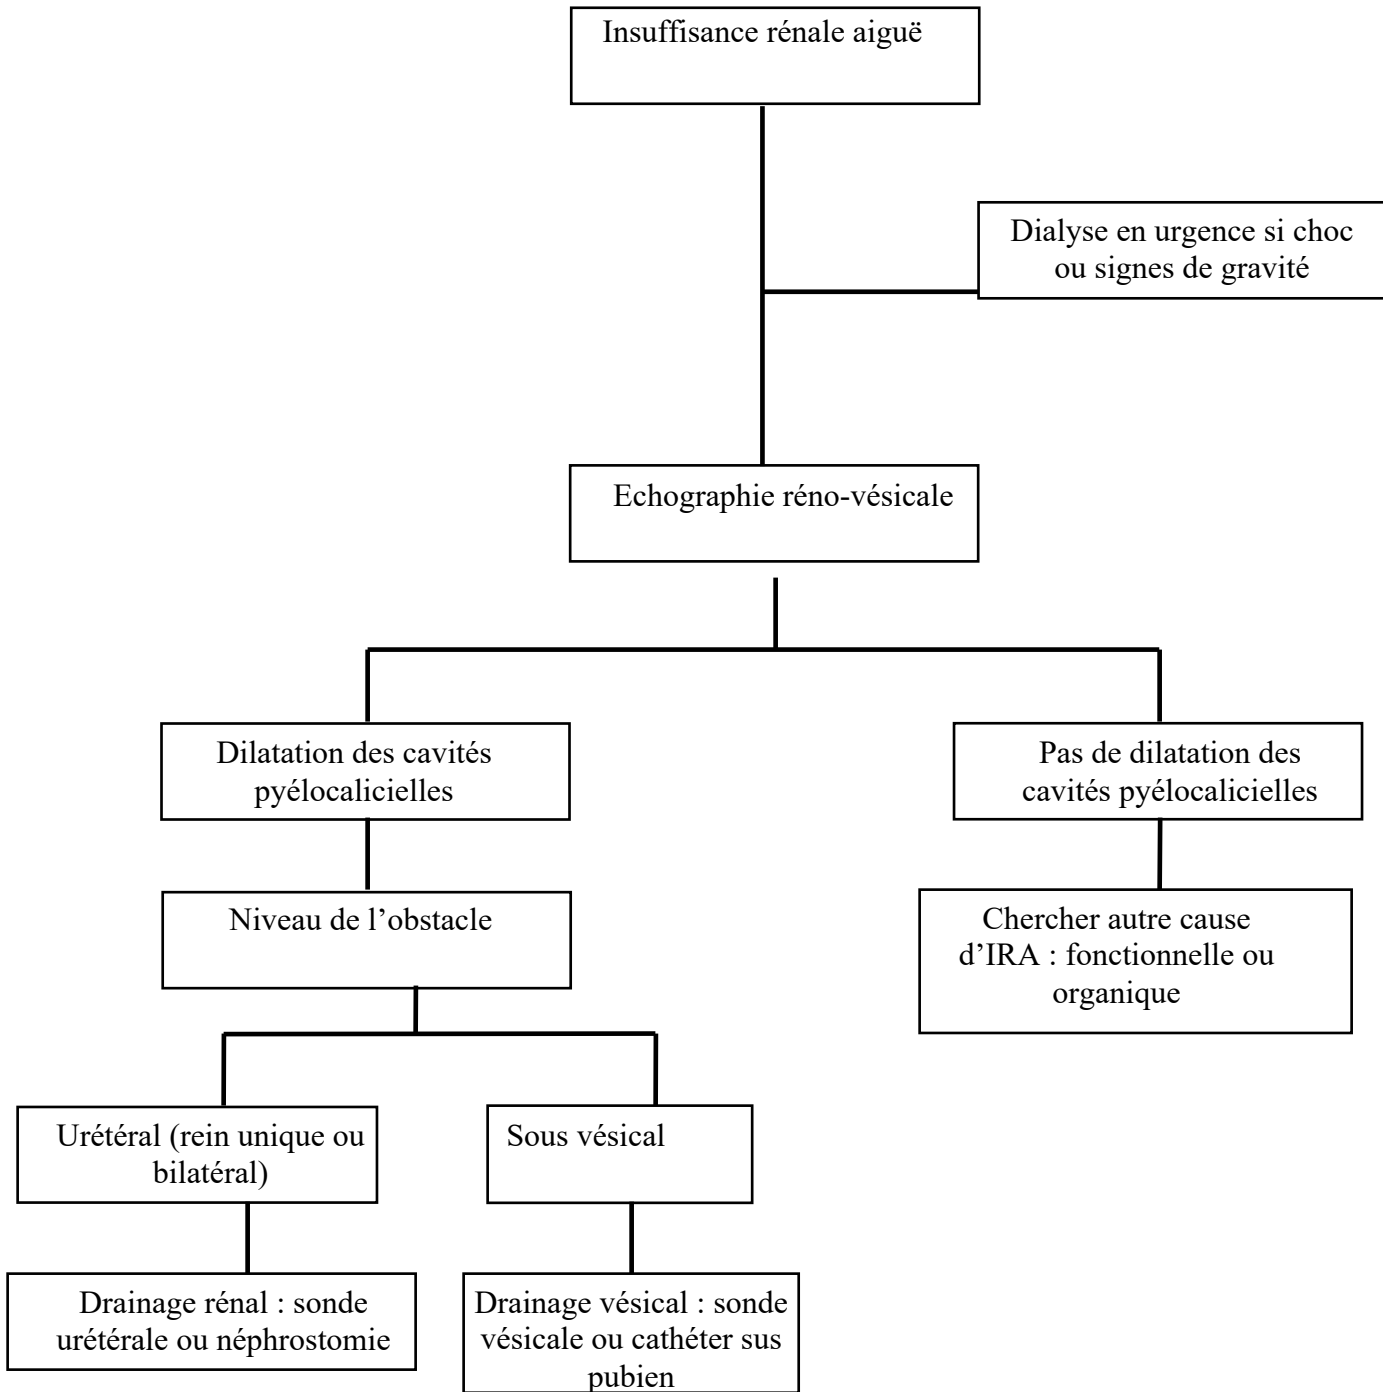 Insuffisance rénale aiguë
Dialyse en urgence si choc
ou signes de gravité
Echographie réno-vésicale
Dilatation des cavités
pyélocalicielles
Pas de dilatation des
cavités pyélocalicielles
Niveau de l’obstacle
Chercher autre cause
d’IRA : fonctionnelle ou
organique
Urétéral (rein unique ou
bilatéral)
Sous vésical
Drainage rénal : sonde
urétérale ou néphrostomie
Drainage vésical : sonde
vésicale ou cathéter sus
pubien